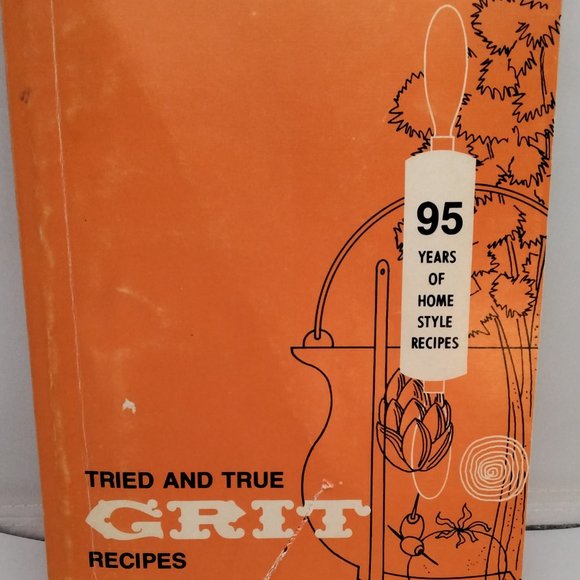 95
YEARS
OF
HOME
STYLE
RECIPES
TRIED AND TRUE
GRIT
RECIPES